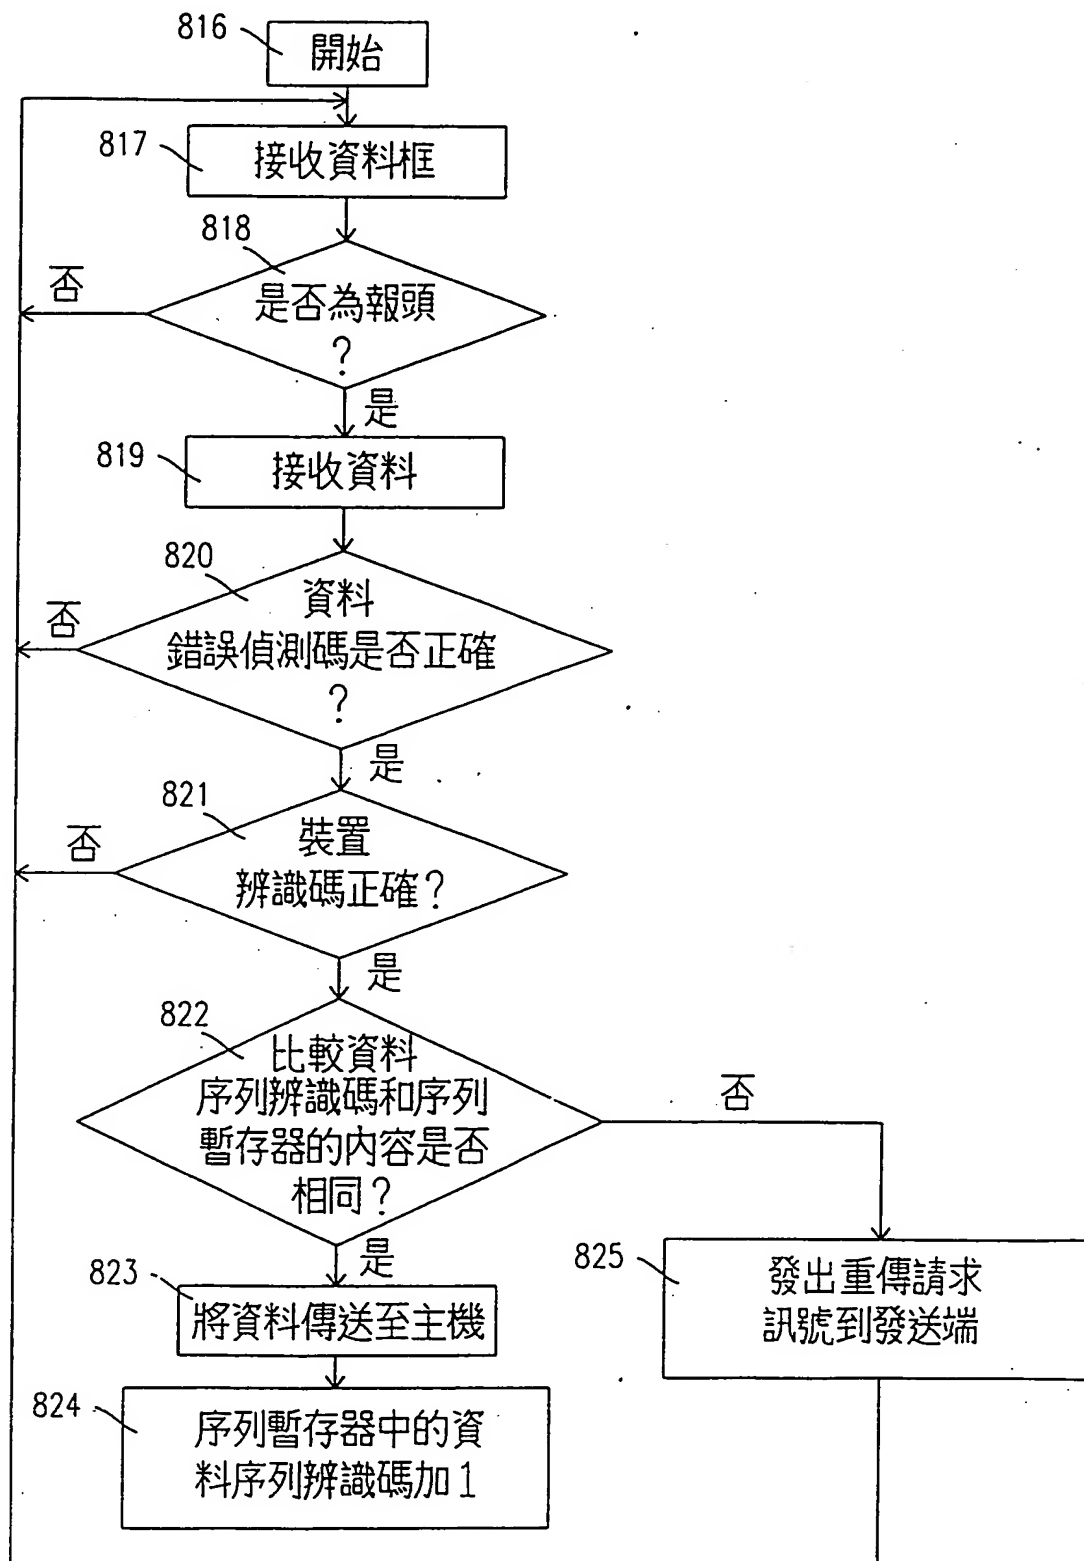 816
開始
817
接收資料框
818
否
是否為報頭
?
是
819
接收資料
820
資料
否
錯誤偵測碼是否正確
?
是
821
裝置
否
辨識碼正確?
是
822
比較資料
序列辨識碼和序列
否
暫存器的內容是否
相同?
是
823
將資料傳送至主機
825
發出重傳請求
訊號到發送端
824
序列暫存器中的資
料序列辨識碼加1